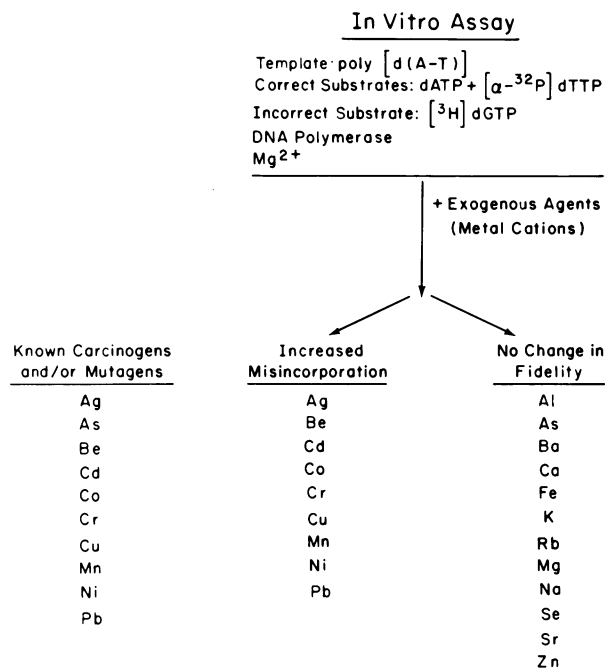 In Vitro Assay
Template·poly [d(A-T)]
Correct Substrates: dATP + [α-³²P] dTTP
Incorrect Substrate: [³H] dGTP
DNA Polymerase
Mg²⁺
+ Exogenous Agents
(Metal Cations)
Known Carcinogens
and/or Mutagens
Ag
As
Be
Cd
Co
Cr
Cu
Mn
Ni
Pb
Increased
Misincorporation
Ag
Be
Cd
Co
Cr
Cu
Mn
Ni
Pb
No Change in
Fidelity
Al
As
Ba
Ca
Fe
K
Rb
Mg
Na
Se
Sr
Zn